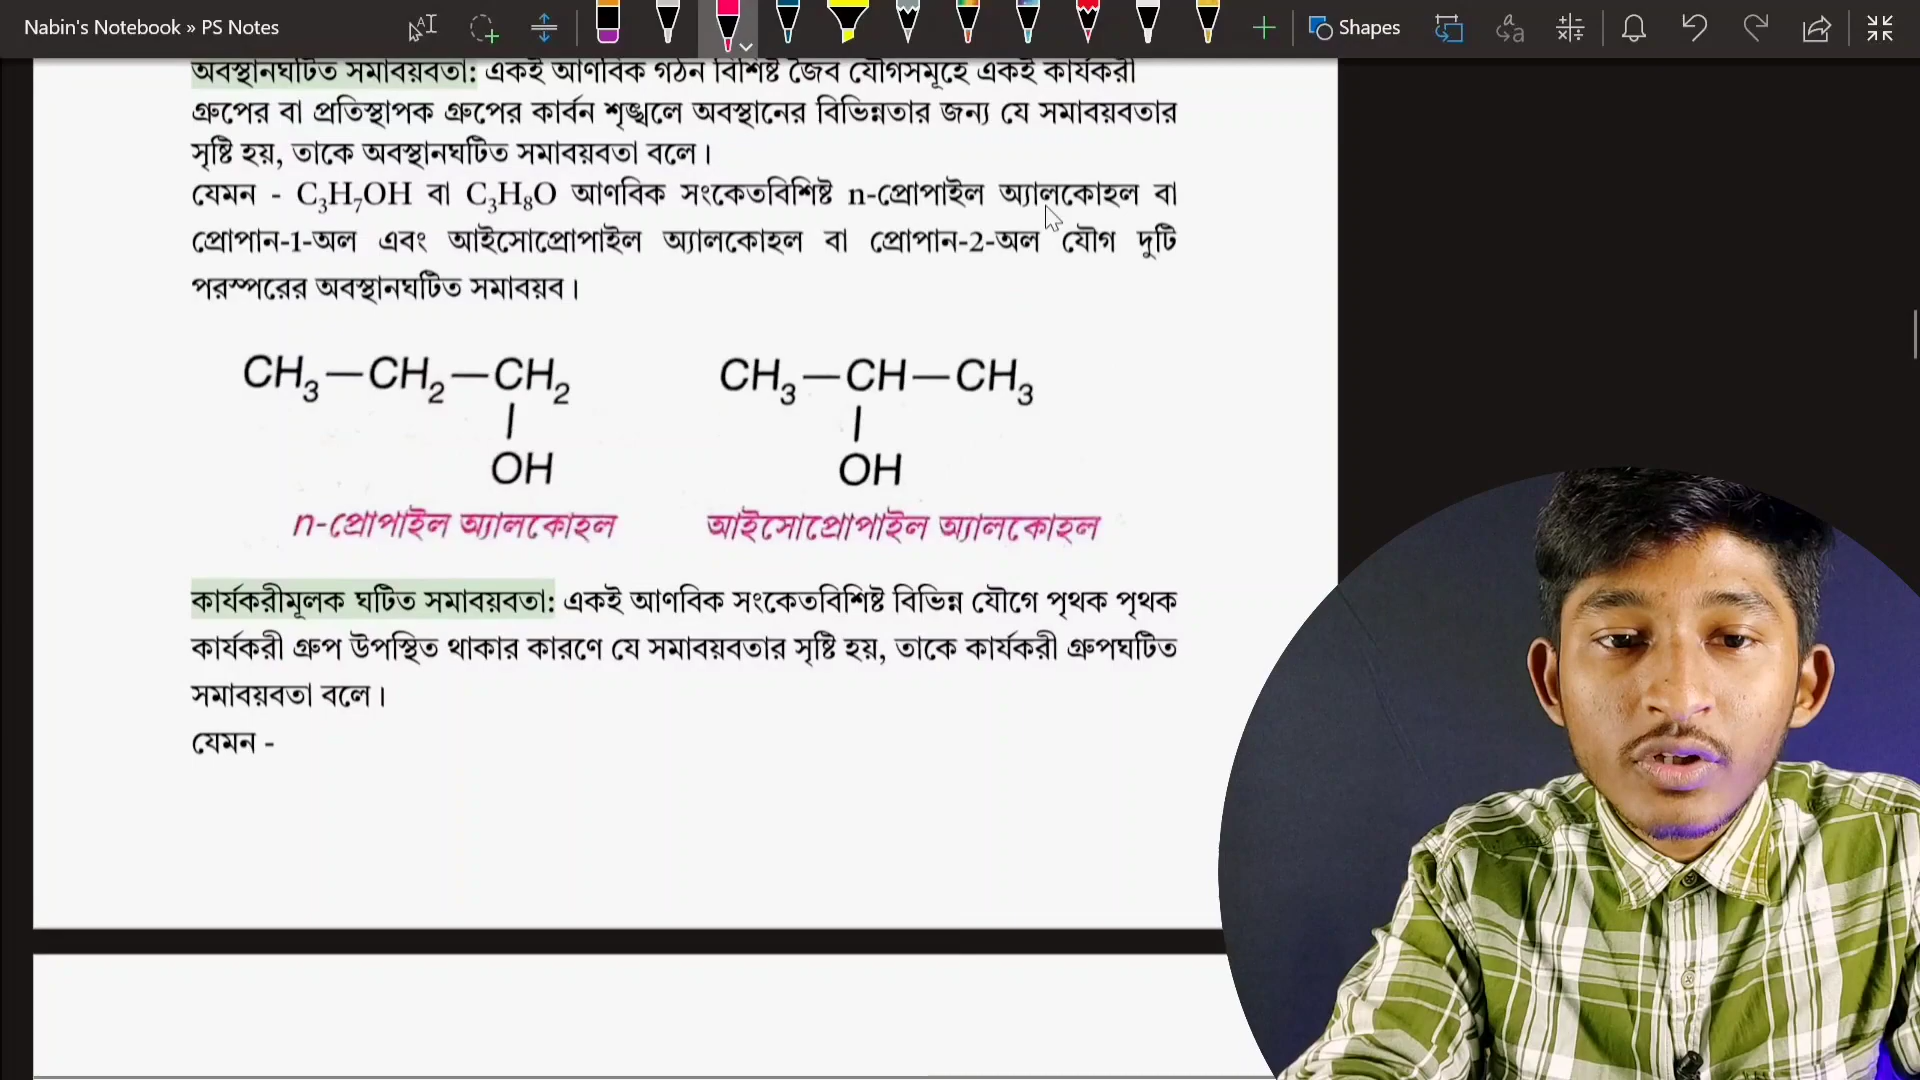 Nabin's Notebook » PS Notes
Shapes
অবস্থানঘটিত সমাবয়বতা: একই আণবিক গঠন বিশিষ্ট জৈব যৌগসমূহে একই কার্যকরী
গ্রুপের বা প্রতিস্থাপক গ্রুপের কার্বন শৃঙ্খলে অবস্থানের বিভিন্নতার জন্য যে সমাবয়বতার
সৃষ্টি হয়, তাকে অবস্থানঘটিত সমাবয়বতা বলে।
যেমন - C₃H₇OH বা C₃H₈O আণবিক সংকেতবিশিষ্ট n-প্রোপাইল অ্যালকোহল বা
প্রোপান-1-অল এবং আইসোপ্রোপাইল অ্যালকোহল বা প্রোপান-2-অল যৌগ দুটি
পরস্পরের অবস্থানঘটিত সমাবয়ব।
CH₃—CH₂—CH₂
|
OH
n-প্রোপাইল অ্যালকোহল
CH₃—CH—CH₃
|
OH
আইসোপ্রোপাইল অ্যালকোহল
কার্যকরীমূলক ঘটিত সমাবয়বতা: একই আণবিক সংকেতবিশিষ্ট বিভিন্ন যৌগে পৃথক পৃথক
কার্যকরী গ্রুপ উপস্থিত থাকার কারণে যে সমাবয়বতার সৃষ্টি হয়, তাকে কার্যকরী গ্রুপঘটিত
সমাবয়বতা বলে।
যেমন -